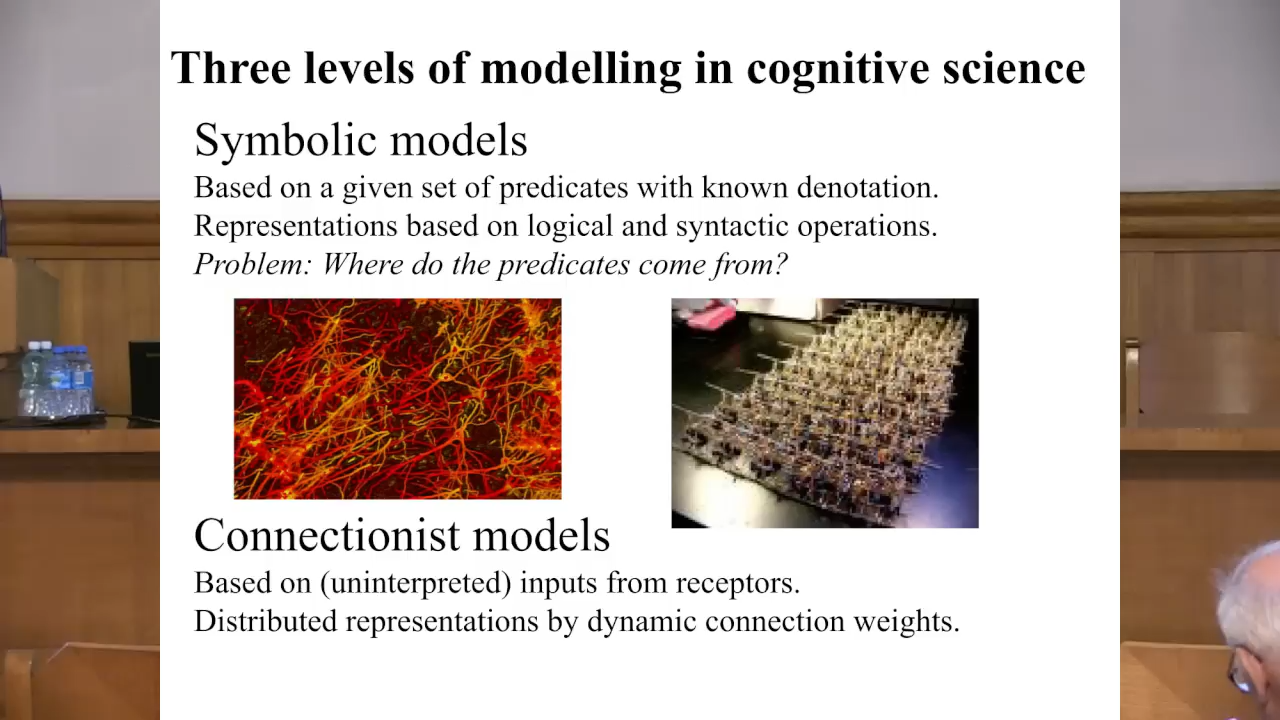 Three levels of modelling in cognitive science
Symbolic models
Based on a given set of predicates with known denotation.
Representations based on logical and syntactic operations.
Problem: Where do the predicates come from?
Connectionist models
Based on (uninterpreted) inputs from receptors.
Distributed representations by dynamic connection weights.